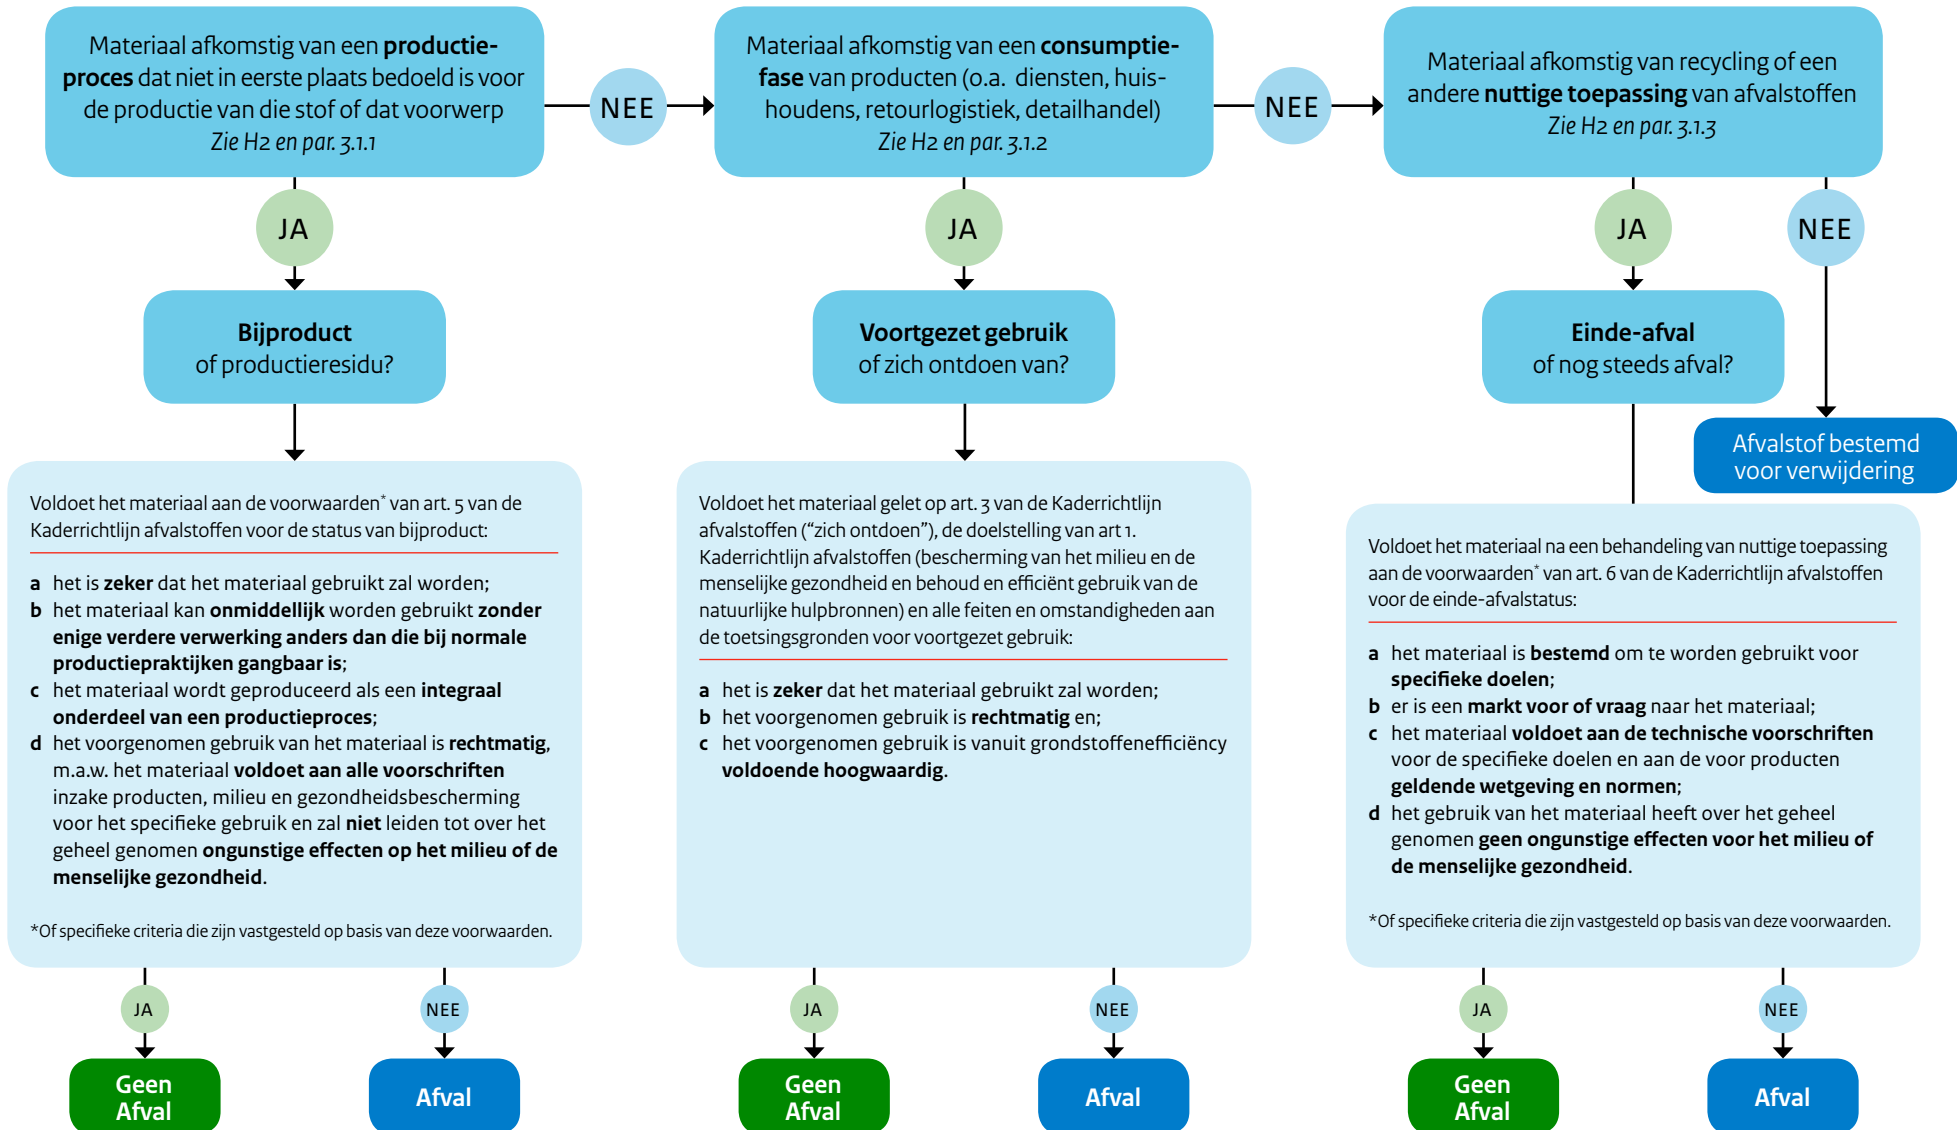 Materiaal afkomstig van een productie-
proces dat niet in eerste plaats bedoeld is voor
de productie van die stof of dat voorwerp
Zie H2 en par. 3.1.1
NEE
Materiaal afkomstig van een consumptie-
fase van producten (o.a. diensten, huis-
houdens, retourlogistiek, detailhandel)
Zie H2 en par. 3.1.2
NEE
Materiaal afkomstig van recycling of een
andere nuttige toepassing van afvalstoffen
Zie H2 en par. 3.1.3
JA
JA
JA
NEE
Bijproduct
of productieresidu?
Voortgezet gebruik
of zich ontdoen van?
Einde-afval
of nog steeds afval?
Afvalstof bestemd
voor verwijdering
Voldoet het materiaal aan de voorwaarden* van art. 5 van de
Kaderrichtlijn afvalstoffen voor de status van bijproduct:
a het is zeker dat het materiaal gebruikt zal worden;
b het materiaal kan onmiddellijk worden gebruikt zonder
enige verdere verwerking anders dan die bij normale
productiepraktijken gangbaar is;
c het materiaal wordt geproduceerd als een integraal
onderdeel van een productieproces;
d het voorgenomen gebruik van het materiaal is rechtmatig,
m.a.w. het materiaal voldoet aan alle voorschriften
inzake producten, milieu en gezondheidsbescherming
voor het specifieke gebruik en zal niet leiden tot over het
geheel genomen ongunstige effecten op het milieu of de
menselijke gezondheid.
*Of specifieke criteria die zijn vastgesteld op basis van deze voorwaarden.
Voldoet het materiaal gelet op art. 3 van de Kaderrichtlijn
afvalstoffen (“zich ontdoen”), de doelstelling van art 1.
Kaderrichtlijn afvalstoffen (bescherming van het milieu en de
menselijke gezondheid en behoud en efficiënt gebruik van de
natuurlijke hulpbronnen) en alle feiten en omstandigheden aan
de toetsingsgronden voor voortgezet gebruik:
a het is zeker dat het materiaal gebruikt zal worden;
b het voorgenomen gebruik is rechtmatig en;
c het voorgenomen gebruik is vanuit grondstoffenefficiëncy
voldoende hoogwaardig.
Voldoet het materiaal na een behandeling van nuttige toepassing
aan de voorwaarden* van art. 6 van de Kaderrichtlijn afvalstoffen
voor de einde-afvalstatus:
a het materiaal is bestemd om te worden gebruikt voor
specifieke doelen;
b er is een markt voor of vraag naar het materiaal;
c het materiaal voldoet aan de technische voorschriften
voor de specifieke doelen en aan de voor producten
geldende wetgeving en normen;
d het gebruik van het materiaal heeft over het geheel
genomen geen ongunstige effecten voor het milieu of
de menselijke gezondheid.
*Of specifieke criteria die zijn vastgesteld op basis van deze voorwaarden.
JA
NEE
JA
NEE
JA
NEE
Geen
Afval
Afval
Geen
Afval
Afval
Geen
Afval
Afval